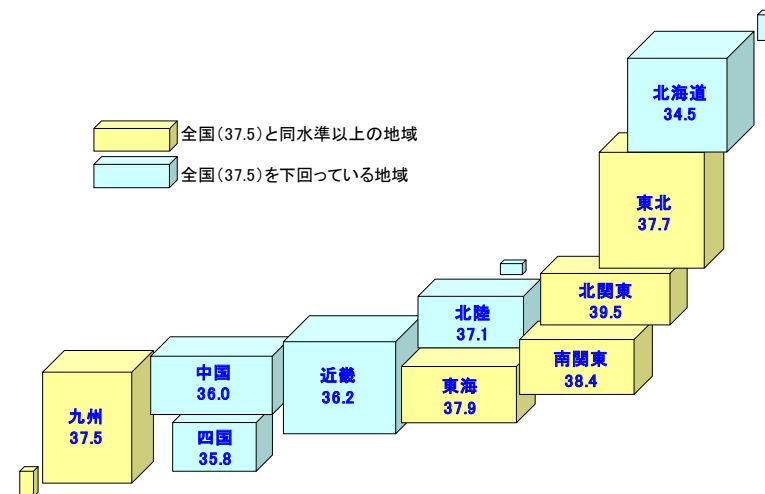 北海道
34.5
全国(37.5)と同水準以上の地域
全国(37.5)を下回っている地域
東北
37.7
北関東
39.5
北陸
37.1
南関東
38.4
中国
36.0
近畿
36.2
東海
37.9
九州
37.5
四国
35.8